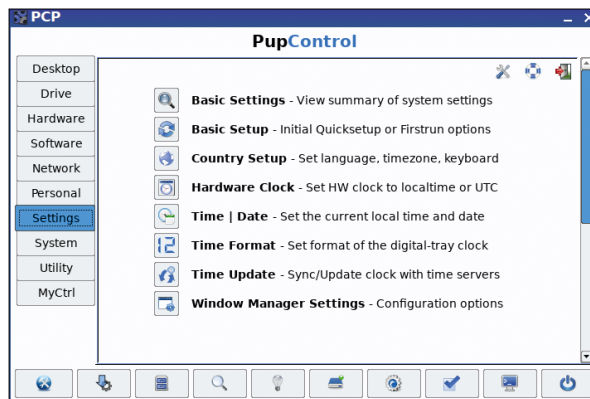 PCP
PupControl
Desktop
Drive
Hardware
Software
Network
Personal
Settings
System
Utility
MyCtrl
Basic Settings - View summary of system settings
Basic Setup - Initial Quicksetup or Firstrun options
Country Setup - Set language, timezone, keyboard
Hardware Clock - Set HW clock to localtime or UTC
Time | Date - Set the current local time and date
Time Format - Set format of the digital-tray clock
Time Update - Sync/Update clock with time servers
Window Manager Settings - Configuration options